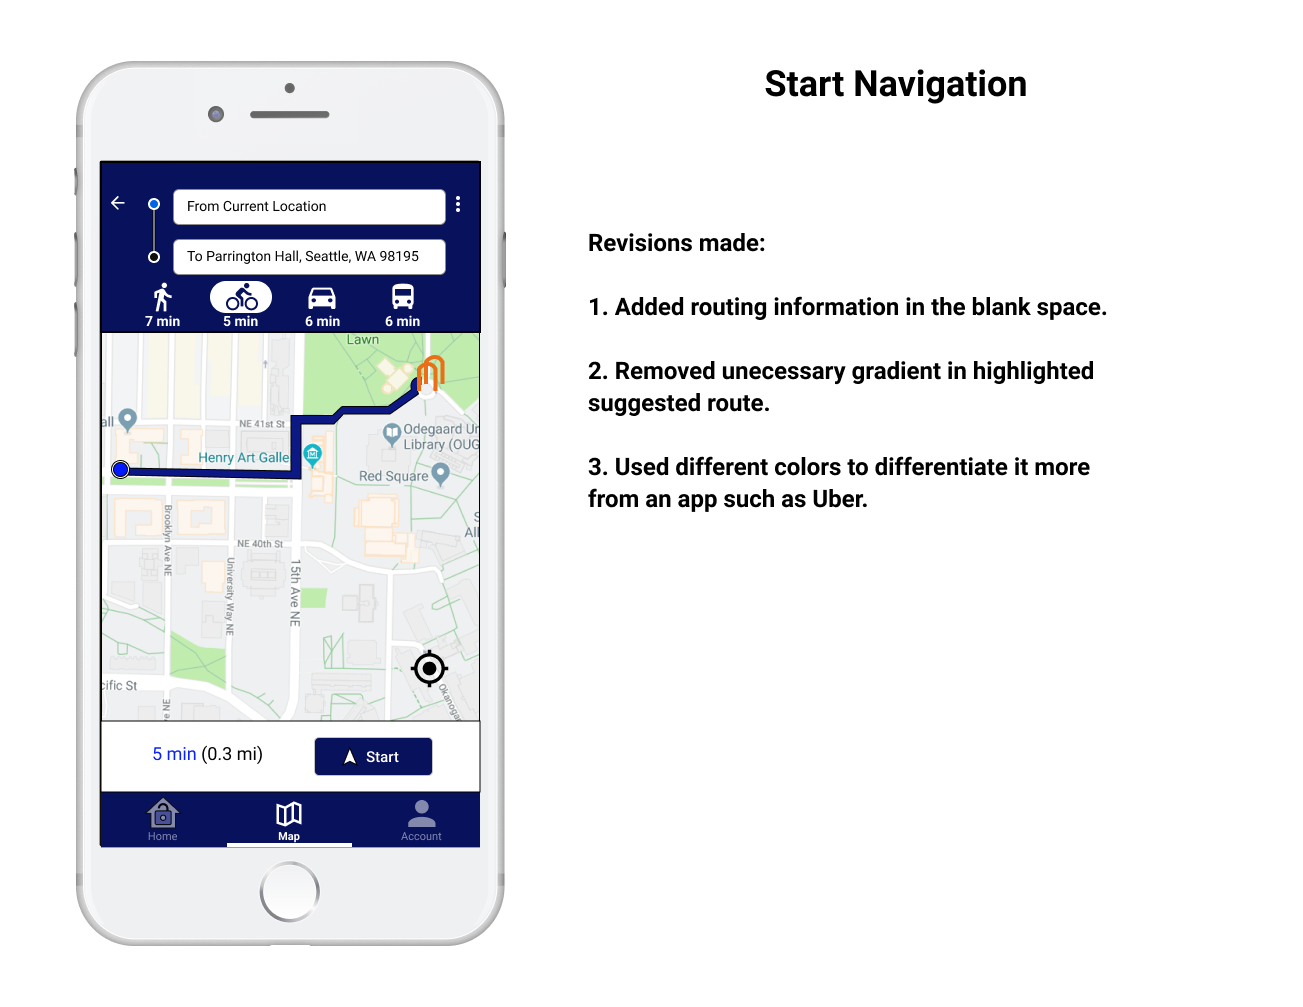 Start Navigation
From Current Location
To Parrington Hall, Seattle, WA 98195
7 min
5 min
6 min
6 min
Lawn
all
NE 41st St
Odegaard Un
Library (OUG
Henry Art Galle
Red Square
S
All
Brooklyn Ave NE
NE 40th St
University Way NE
15th Ave NE
cific St
e NE
Okanogan
5 min (0.3 mi)
Start
Home
Map
Account
Revisions made:
1. Added routing information in the blank space.
2. Removed unecessary gradient in highlighted
suggested route.
3. Used different colors to differentiate it more
from an app such as Uber.